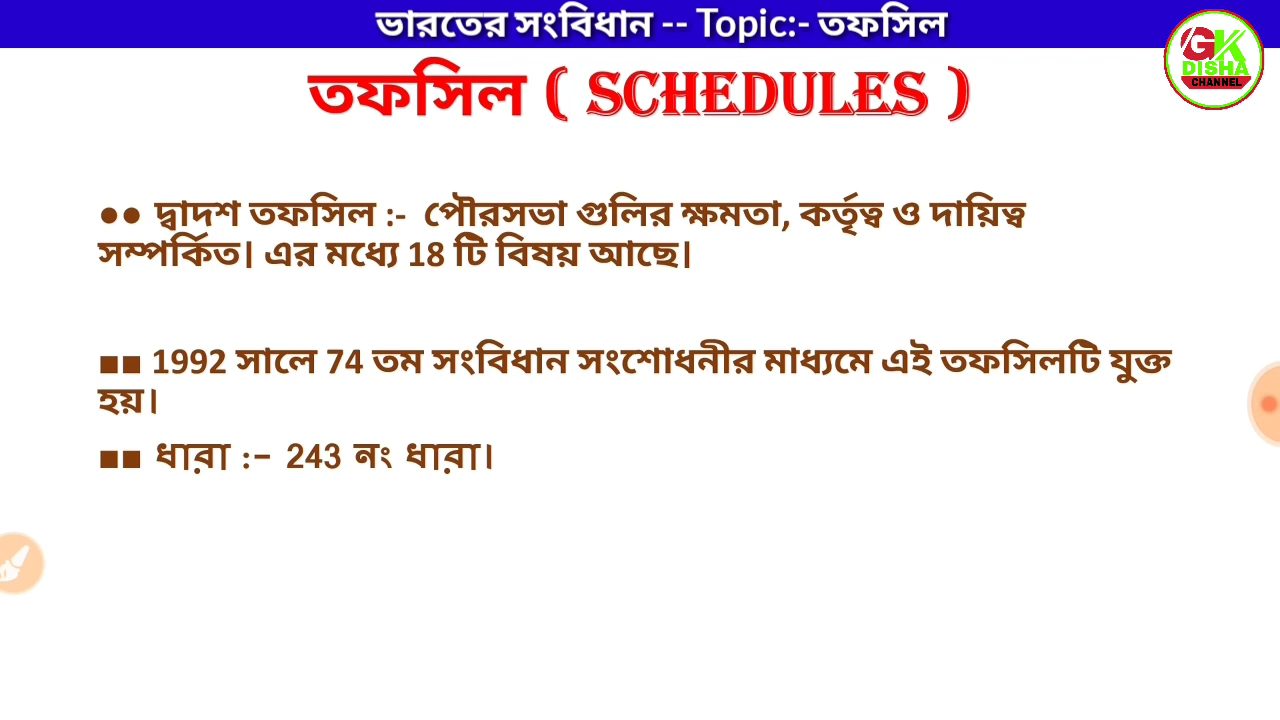 ভারতের সংবিধান -- Topic:- তফসিল
GK
DISHA
CHANNEL
তফসিল ( SCHEDULES )
●● দ্বাদশ তফসিল :- পৌরসভা গুলির ক্ষমতা, কর্তৃত্ব ও দায়িত্ব
সম্পর্কিত| এর মধ্যে 18 টি বিষয় আছে|
■■ 1992 সালে 74 তম সংবিধান সংশোধনীর মাধ্যমে এই তফসিলটি যুক্ত
হয়।
■■ ধারা :– 243 নং ধারা।